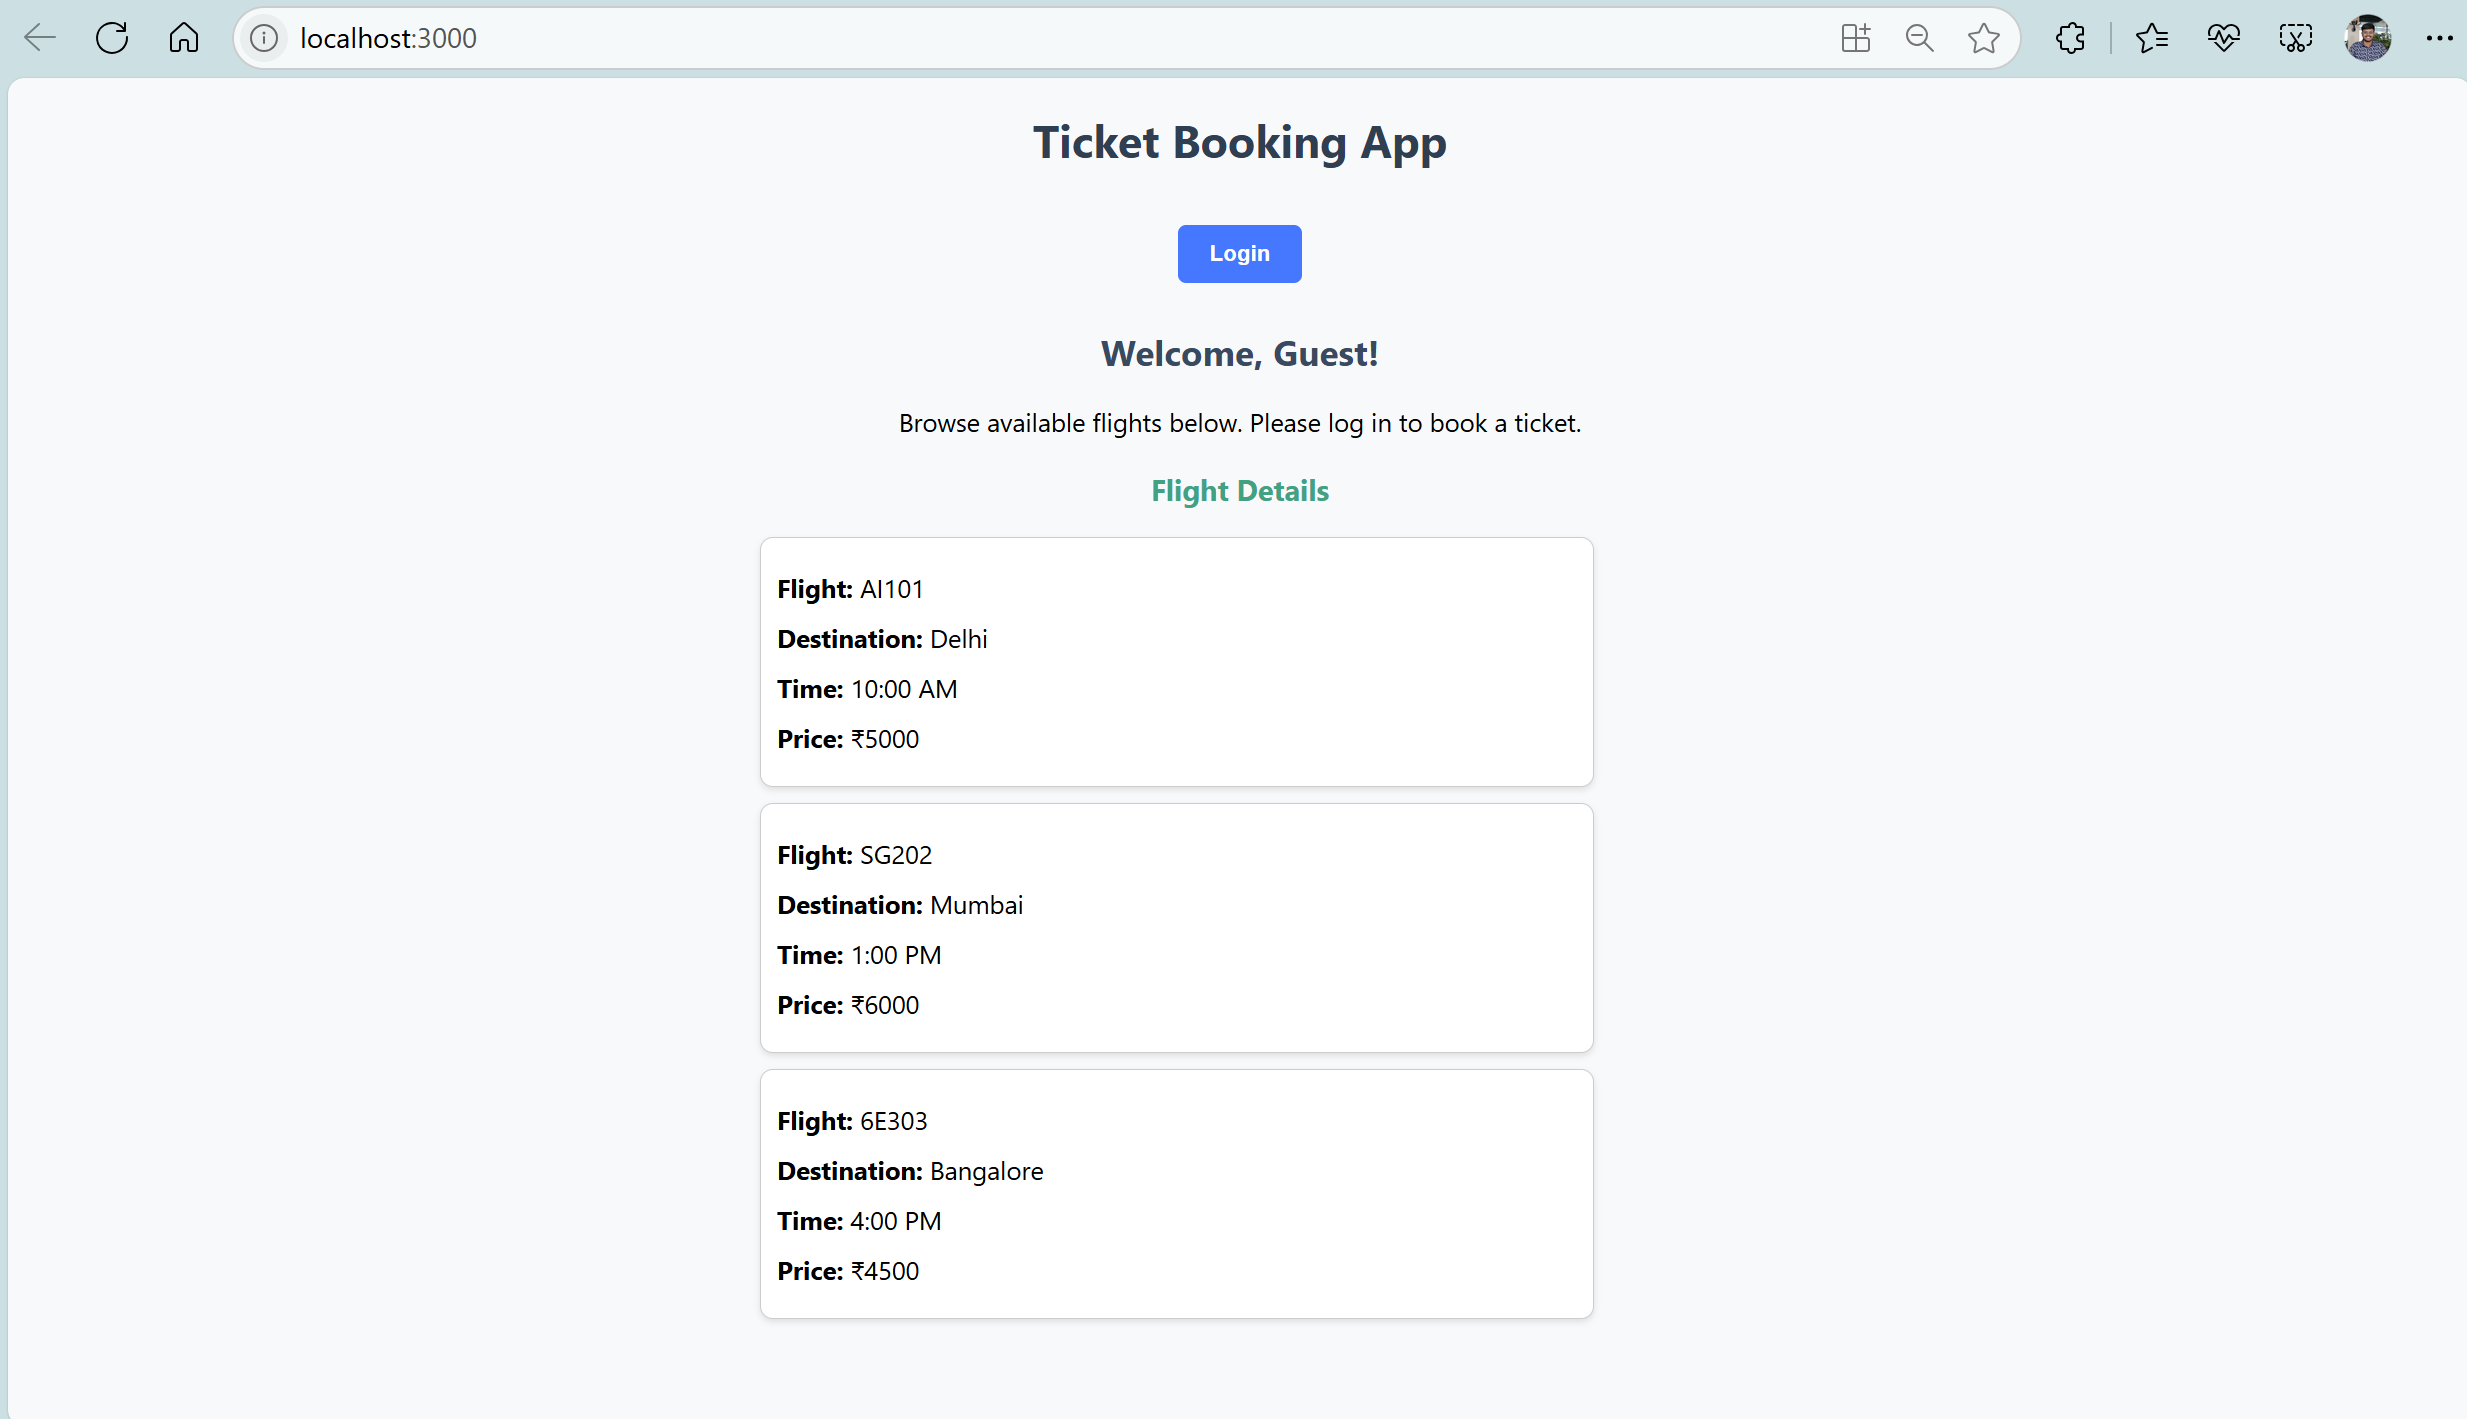 localhost:3000
Ticket Booking App
Login
Welcome, Guest!
Browse available flights below. Please log in to book a ticket.
Flight Details
Flight: AI101
Destination: Delhi
Time: 10:00 AM
Price: ₹5000
Flight: SG202
Destination: Mumbai
Time: 1:00 PM
Price: ₹6000
Flight: 6E303
Destination: Bangalore
Time: 4:00 PM
Price: ₹4500